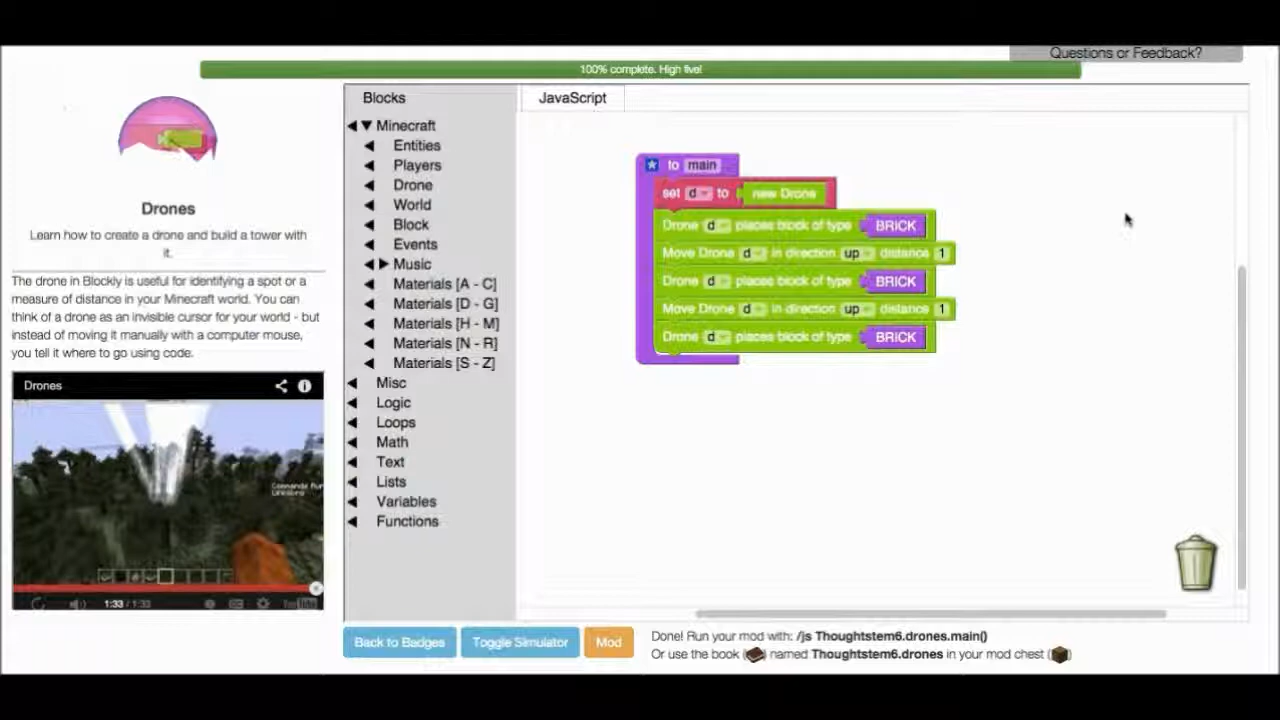 Questions or Feedback?
100% complete. High five!
Drones
Learn how to create a drone and build a tower with
it.
The drone in Blockly is useful for identifying a spot or a
measure of distance in your Minecraft world. You can
think of a drone as an invisible cursor for your world - but
instead of moving it manually with a computer mouse,
you tell it where to go using code.
Drones
1:33 / 1:33
Blocks
Minecraft
Entities
Players
Drone
World
Block
Events
Music
Materials [A - C]
Materials [D - G]
Materials [H - M]
Materials [N - R]
Materials [S - Z]
Misc
Logic
Loops
Math
Text
Lists
Variables
Functions
JavaScript
to main
set d to new Drone
Drone d places block of type BRICK
Move Drone d in direction up distance 1
Drone d places block of type BRICK
Move Drone d in direction up distance 1
Drone d places block of type BRICK
Back to Badges
Toggle Simulator
Mod
Done! Run your mod with: /js Thoughtstem6.drones.main()
Or use the book ( ) named Thoughtstem6.drones in your mod chest ( )